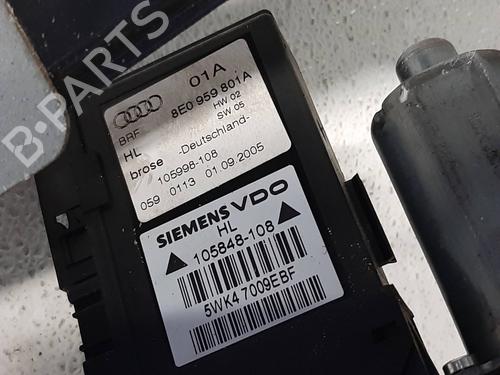 01A
8E0 959 801A
BRF
HW 02
SW 05
HL
-Deutschland-
brose
105998-108
059 0113 01.09.2005
SIEMENS VDO
HL
105848-108
5WK4 7009EBF
B-PARTS